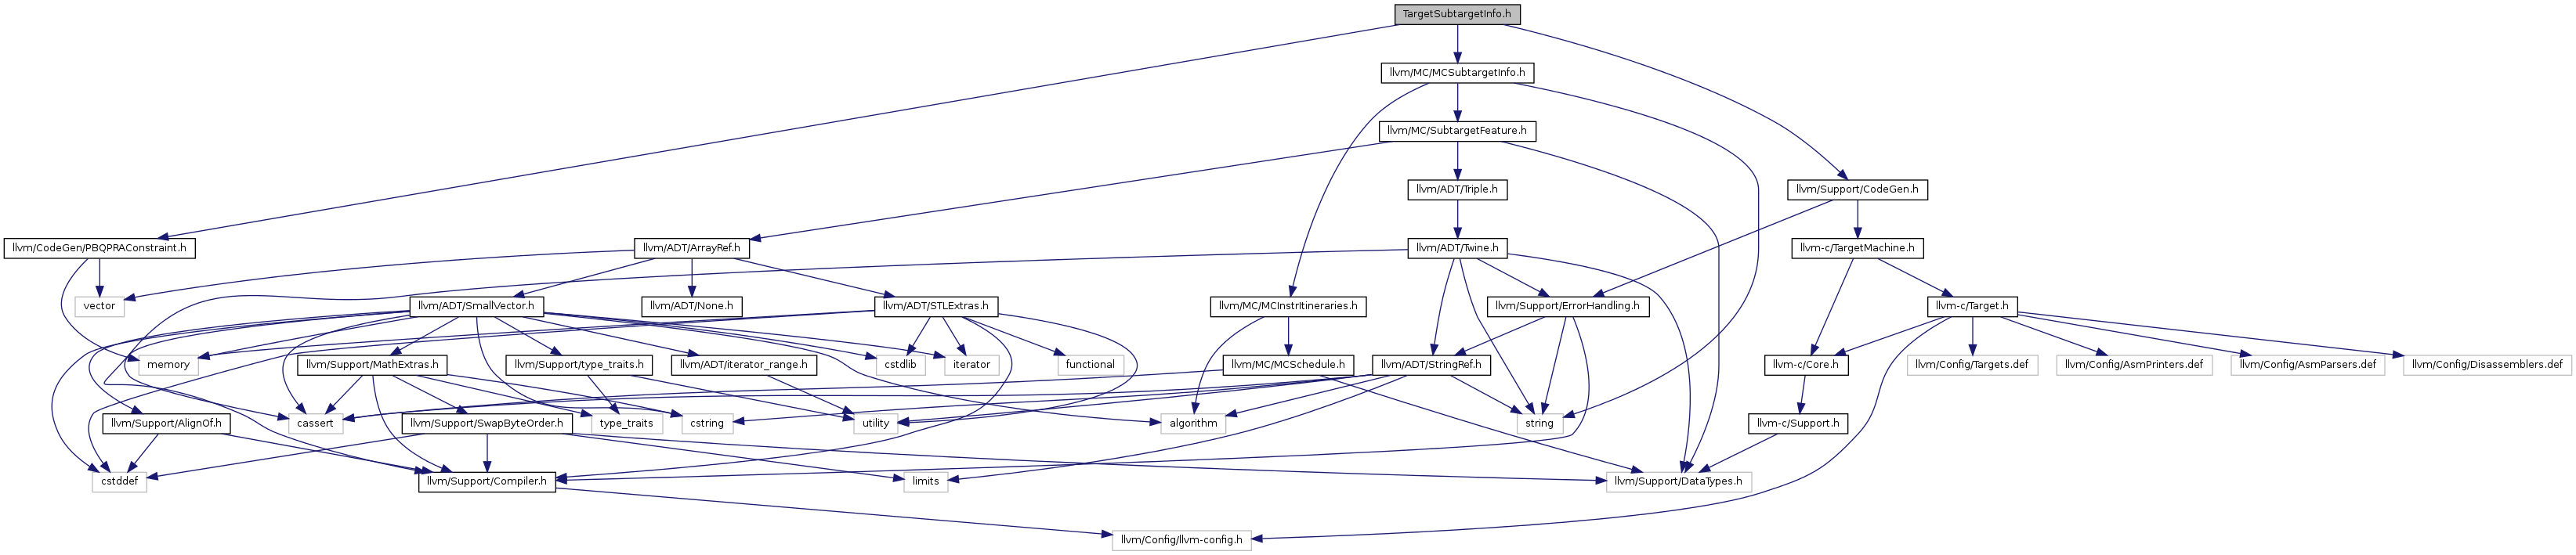 TargetSubtargetInfo.h
llvm/MC/MCSubtargetInfo.h
llvm/MC/SubtargetFeature.h
llvm/ADT/Triple.h
llvm/Support/CodeGen.h
llvm/CodeGen/PBQPRAConstraint.h
llvm/ADT/ArrayRef.h
llvm/ADT/Twine.h
llvm-c/TargetMachine.h
vector
llvm/ADT/SmallVector.h
llvm/ADT/None.h
llvm/ADT/STLExtras.h
llvm/MC/MCInstrItineraries.h
llvm/Support/ErrorHandling.h
llvm-c/Target.h
memory
llvm/Support/MathExtras.h
llvm/Support/type_traits.h
llvm/ADT/iterator_range.h
cstdlib
iterator
functional
llvm/MC/MCSchedule.h
llvm/ADT/StringRef.h
llvm-c/Core.h
llvm/Config/Targets.def
llvm/Config/AsmPrinters.def
llvm/Config/AsmParsers.def
llvm/Config/Disassemblers.def
llvm/Support/AlignOf.h
cassert
llvm/Support/SwapByteOrder.h
type_traits
cstring
utility
algorithm
string
llvm-c/Support.h
cstddef
llvm/Support/Compiler.h
limits
llvm/Support/DataTypes.h
llvm/Config/llvm-config.h